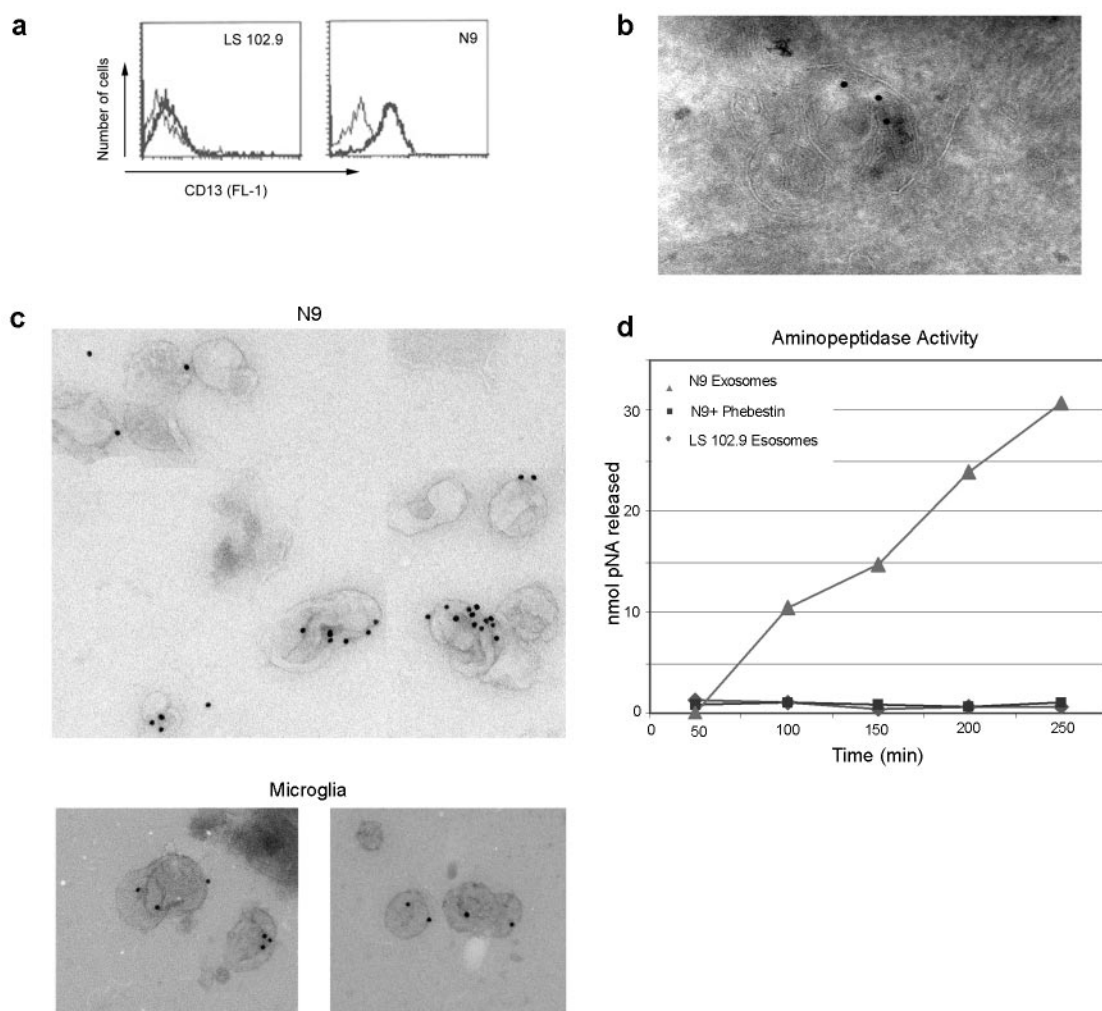 a
LS 102.9
N9
Number of cells
CD13 (FL-1)
b
c
N9
Microglia
d
Aminopeptidase Activity
N9 Exosomes
N9+ Phebestin
LS 102.9 Esosomes
nmol pNA released
30
20
10
0
0 50 100 150 200 250
Time (min)